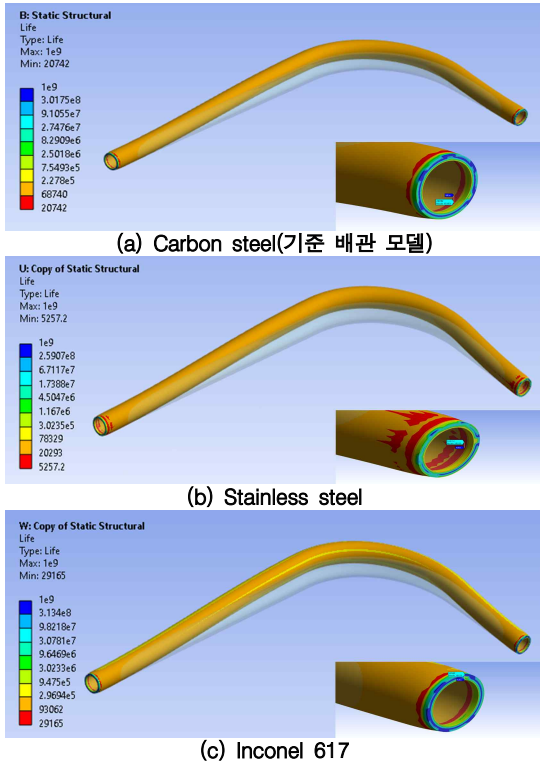 B: Static Structural
Life
Type: Life
Max: 1e9
Min: 20742
1e9
3.0175e8
9.1055e7
2.7476e7
8.2909e6
2.5018e6
7.5493e5
2.278e5
68740
20742
(a) Carbon steel(기준 배관 모델)
U: Copy of Static Structural
Life
Type: Life
Max: 1e9
Min: 5257.2
1e9
2.5907e8
6.7117e7
1.7388e7
4.5047e6
1.167e6
3.0235e5
78329
20293
5257.2
(b) Stainless steel
W: Copy of Static Structural
Life
Type: Life
Max: 1e9
Min: 29165
1e9
3.134e8
9.8218e7
3.0781e7
9.6469e6
3.0233e6
9.475e5
2.9694e5
93062
29165
(c) Inconel 617